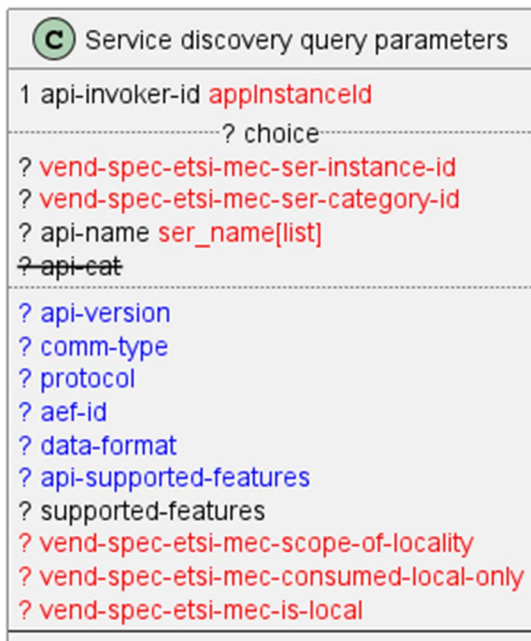 C Service discovery query parameters
1 api-invoker-id appInstanceId
? choice
? vend-spec-etsi-mec-ser-instance-id
? vend-spec-etsi-mec-ser-category-id
? api-name ser_name[list]
? api-cat
? api-version
? comm-type
? protocol
? aef-id
? data-format
? api-supported-features
? supported-features
? vend-spec-etsi-mec-scope-of-locality
? vend-spec-etsi-mec-consumed-local-only
? vend-spec-etsi-mec-is-local